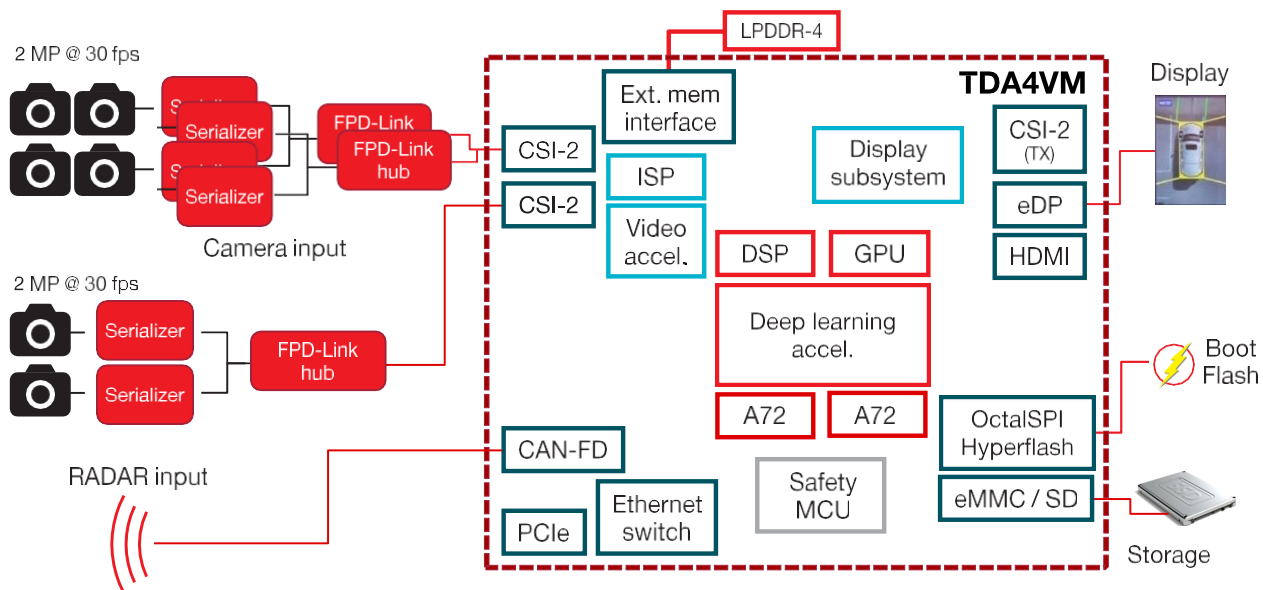 LPDDR-4
2 MP @ 30 fps
TDA4VM
Display
Serializer
Serializer
Serializer
FPD-Link
FPD-Link
hub
Camera input
CSI-2
CSI-2
Ext. mem
interface
ISP
Video
accel.
Display
subsystem
CSI-2
(TX)
eDP
HDMI
DSP
GPU
Deep learning
accel.
A72
A72
2 MP @ 30 fps
Serializer
Serializer
FPD-Link
hub
RADAR input
CAN-FD
PCIe
Ethernet
switch
Safety
MCU
OctalSPI
Hyperflash
eMMC / SD
Boot
Flash
Storage